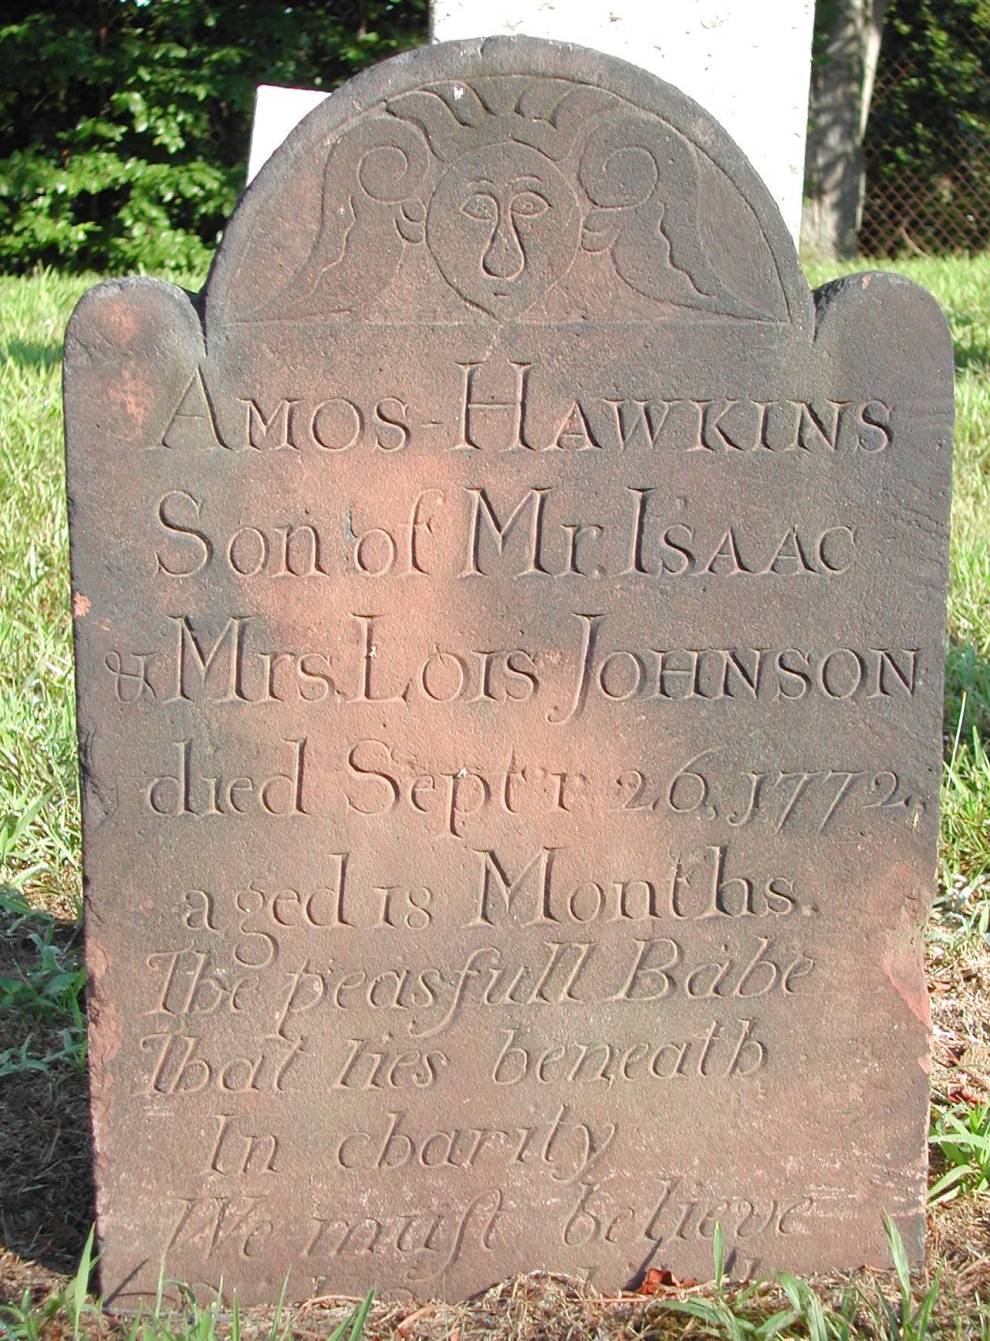 AMOS-HAWKINS
Son of Mr. ISAAC
& Mrs. LOIS JOHNSON
died Sept'r 26, 1772,
aged 18 Months.
The peasfull Babe
That lies beneath
In charity
We muſt believe